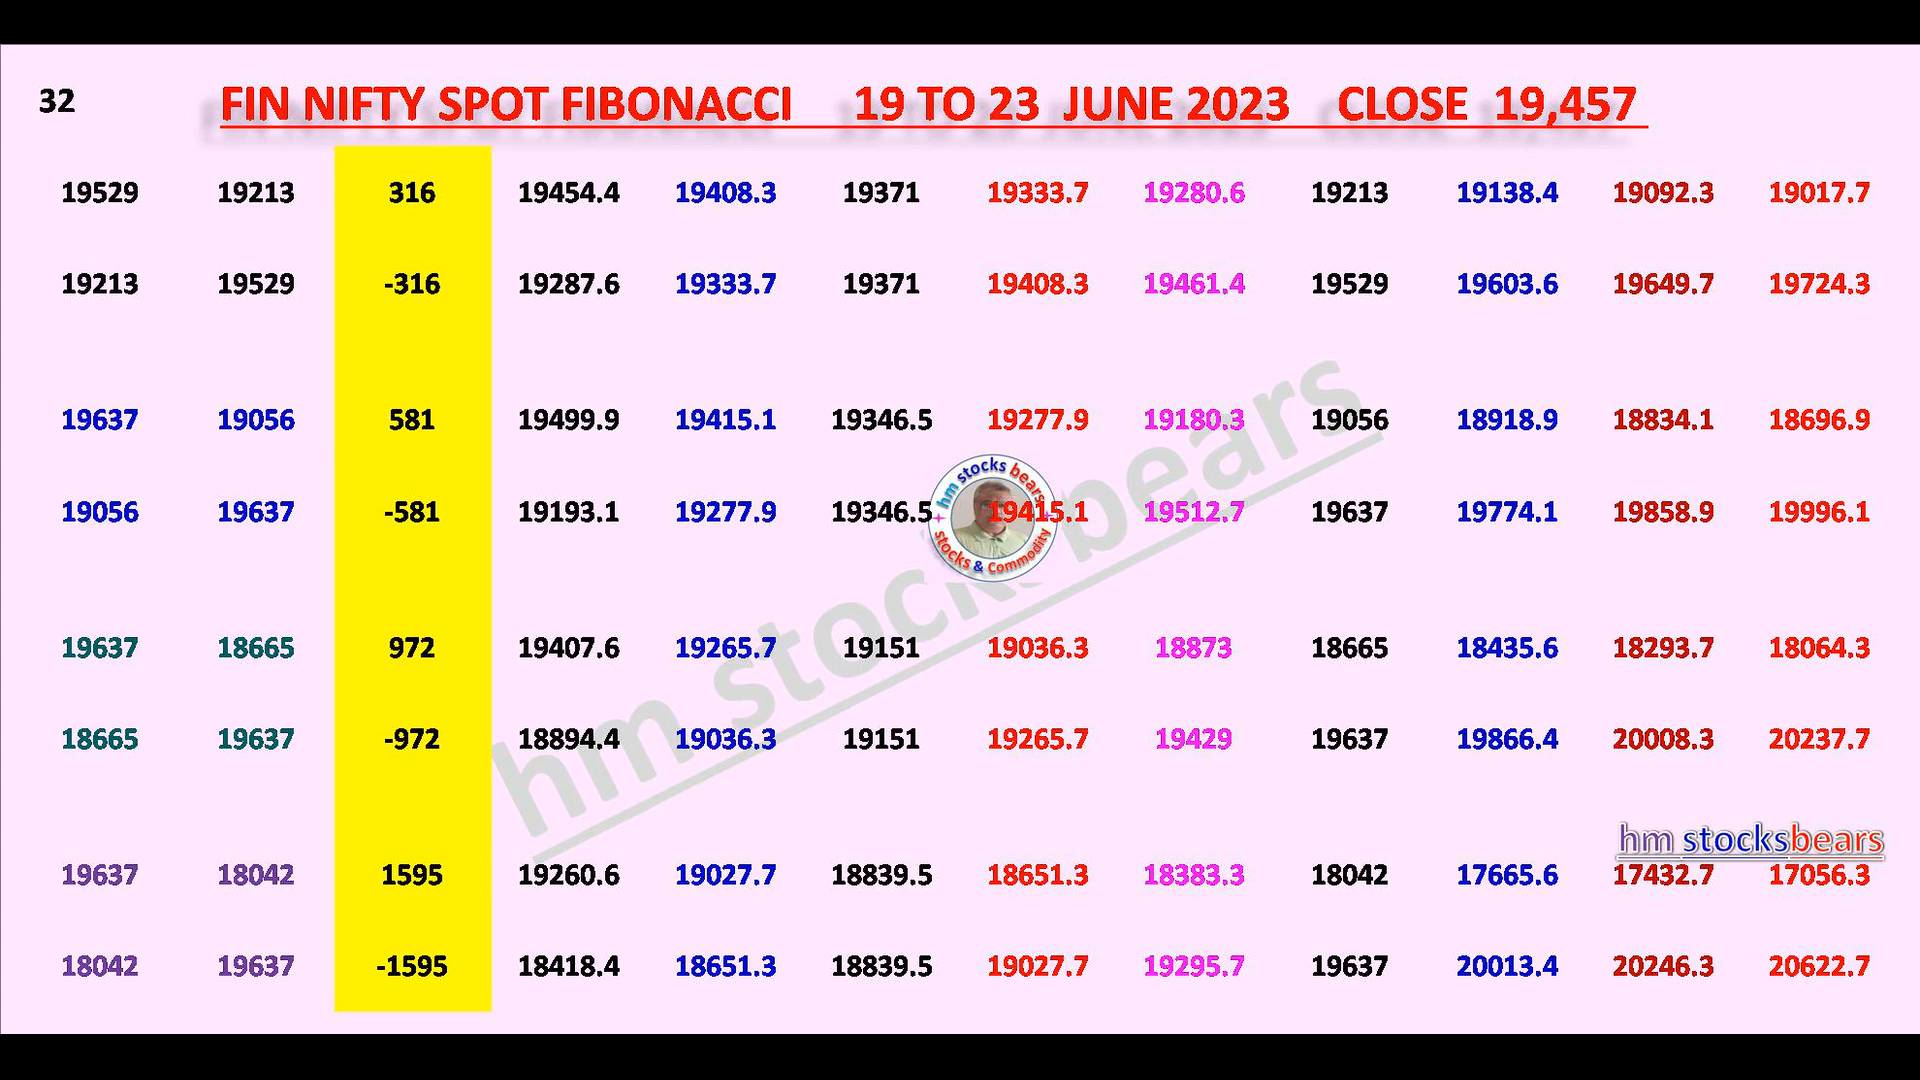 32 FIN NIFTY SPOT FIBONACCI 19 TO 23 JUNE 2023 CLOSE 19,457
19529 19213 316 19454.4 19408.3 19371 19333.7 19280.6 19213 19138.4 19092.3 19017.7
19213 19529 -316 19287.6 19333.7 19371 19408.3 19461.4 19529 19603.6 19649.7 19724.3
19637 19056 581 19499.9 19415.1 19346.5 19277.9 19180.3 19056 18918.9 18834.1 18696.9
19056 19637 -581 19193.1 19277.9 19346.5 19415.1 19512.7 19637 19774.1 19858.9 19996.1
hm stocks bears
stocks & Commodity
hm stocks bears
19637 18665 972 19407.6 19265.7 19151 19036.3 18873 18665 18435.6 18293.7 18064.3
18665 19637 -972 18894.4 19036.3 19151 19265.7 19429 19637 19866.4 20008.3 20237.7
hm stocksbears
19637 18042 1595 19260.6 19027.7 18839.5 18651.3 18383.3 18042 17665.6 17432.7 17056.3
18042 19637 -1595 18418.4 18651.3 18839.5 19027.7 19295.7 19637 20013.4 20246.3 20622.7